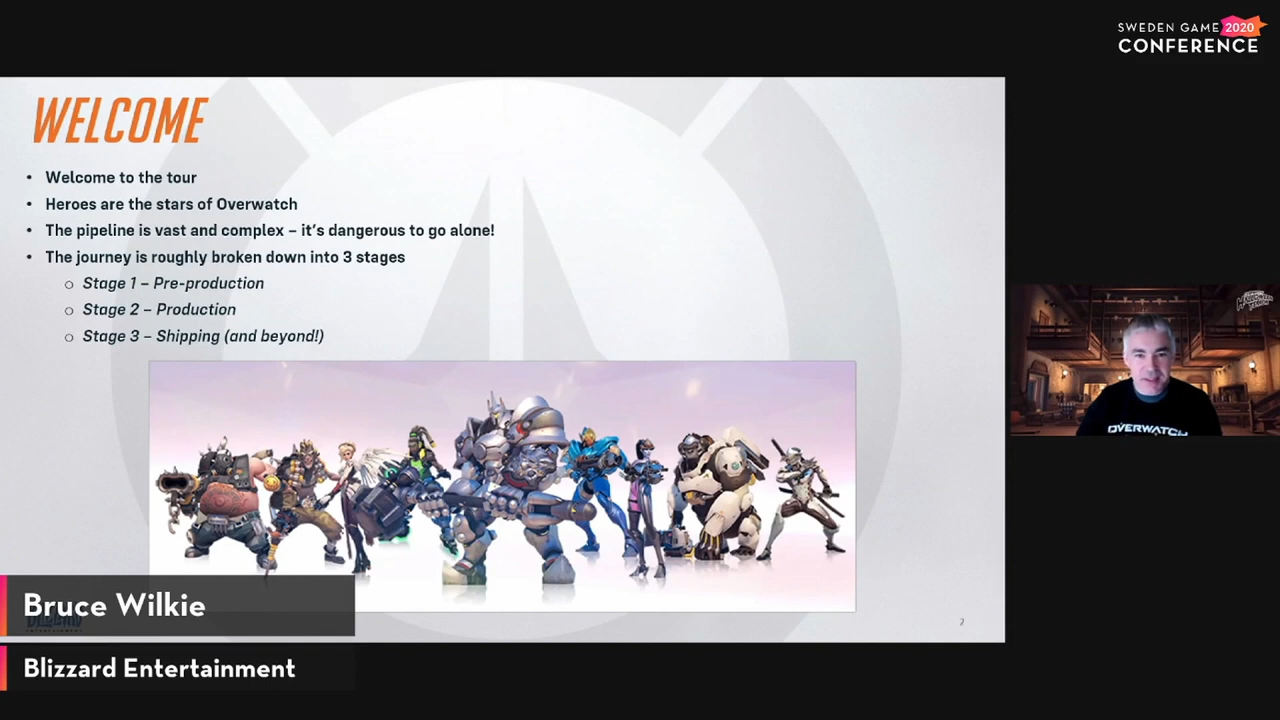 SWEDEN GAME 2020
CONFERENCE
WELCOME
• Welcome to the tour
• Heroes are the stars of Overwatch
• The pipeline is vast and complex – it's dangerous to go alone!
• The journey is roughly broken down into 3 stages
o Stage 1 – Pre-production
o Stage 2 – Production
o Stage 3 – Shipping (and beyond!)
OVERWATCH
Bruce Wilkie
2
Blizzard Entertainment